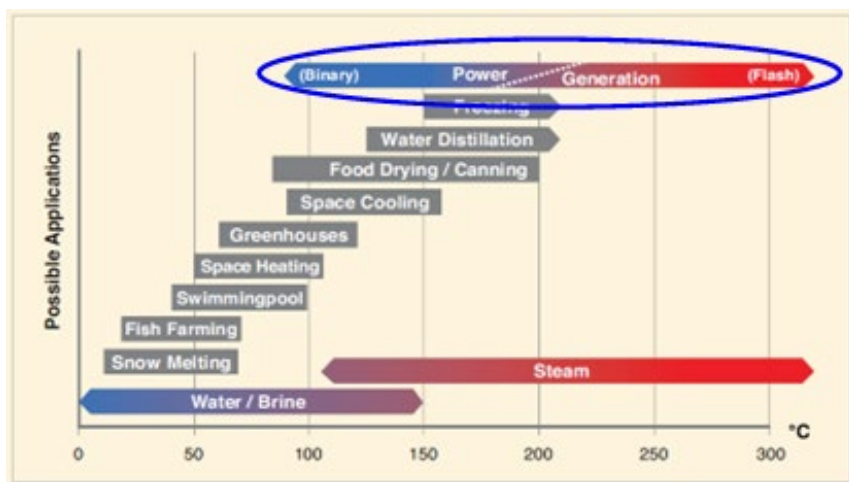 Possible Applications
(Binary) Power Generation (Flash)
Freezing
Water Distillation
Food Drying / Canning
Space Cooling
Greenhouses
Space Heating
Swimmingpool
Fish Farming
Snow Melting
Steam
Water / Brine
°C
0 50 100 150 200 250 300